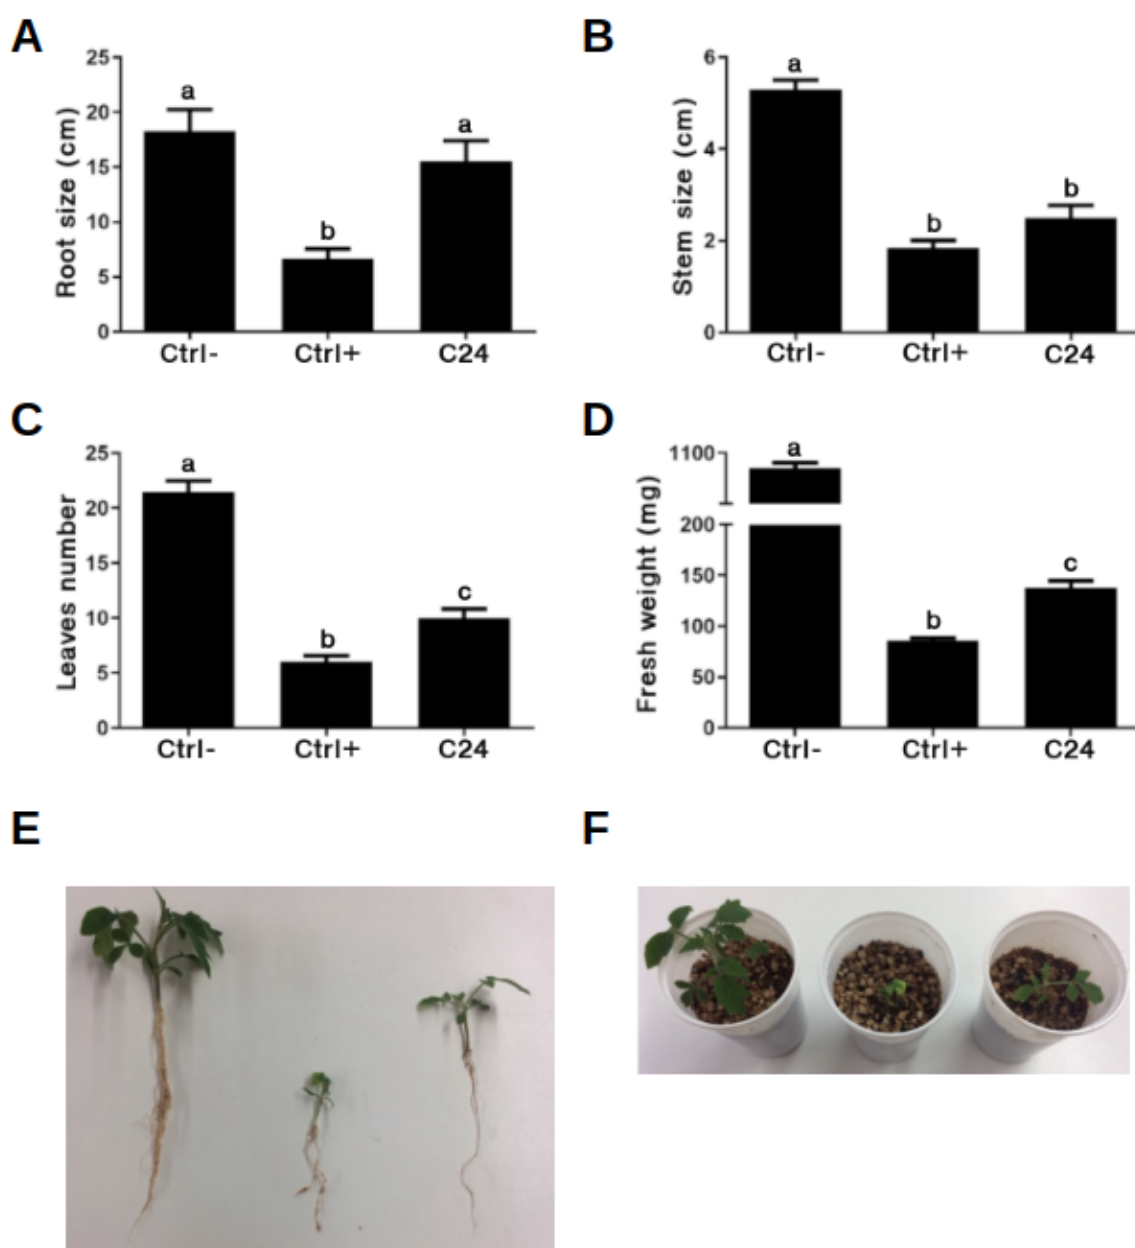 A
Root size (cm)
25
20
15
10
5
0
a
b
a
Ctrl-
Ctrl+
C24
B
Stem size (cm)
6
4
2
0
a
b
b
Ctrl-
Ctrl+
C24
C
Leaves number
25
20
15
10
5
0
a
b
c
Ctrl-
Ctrl+
C24
D
Fresh weight (mg)
1100
200
150
100
50
0
a
b
c
Ctrl-
Ctrl+
C24
E
F